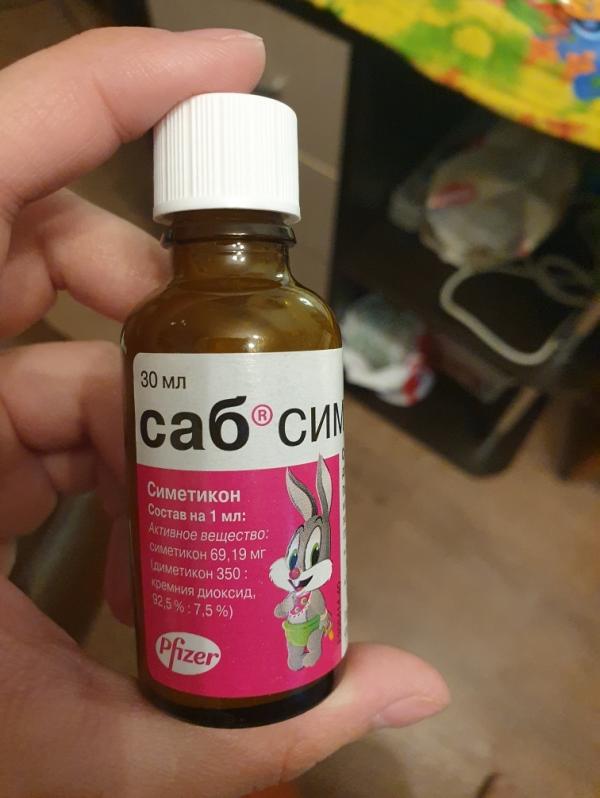 30 мл
саб® сим
Симетикон
Состав на 1 мл:
Активное вещество:
симетикон 69,19 мг
(диметикон 350 :
кремния диоксид,
92,5 % : 7,5 %)
Pfizer